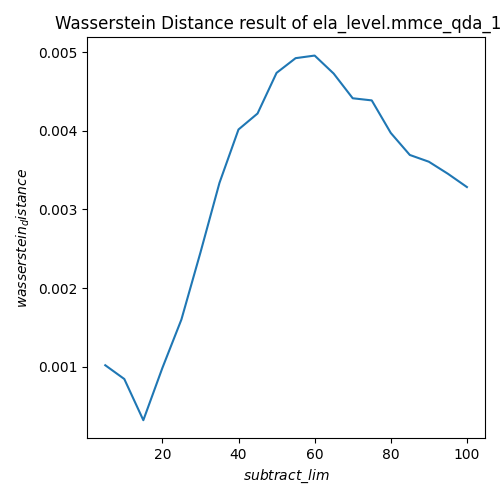 Wasserstein Distance result of ela_level.mmce_qda_1
0.005
0.004
0.003
0.002
0.001
wasserstein_distance
20 40 60 80 100
subtract_lim